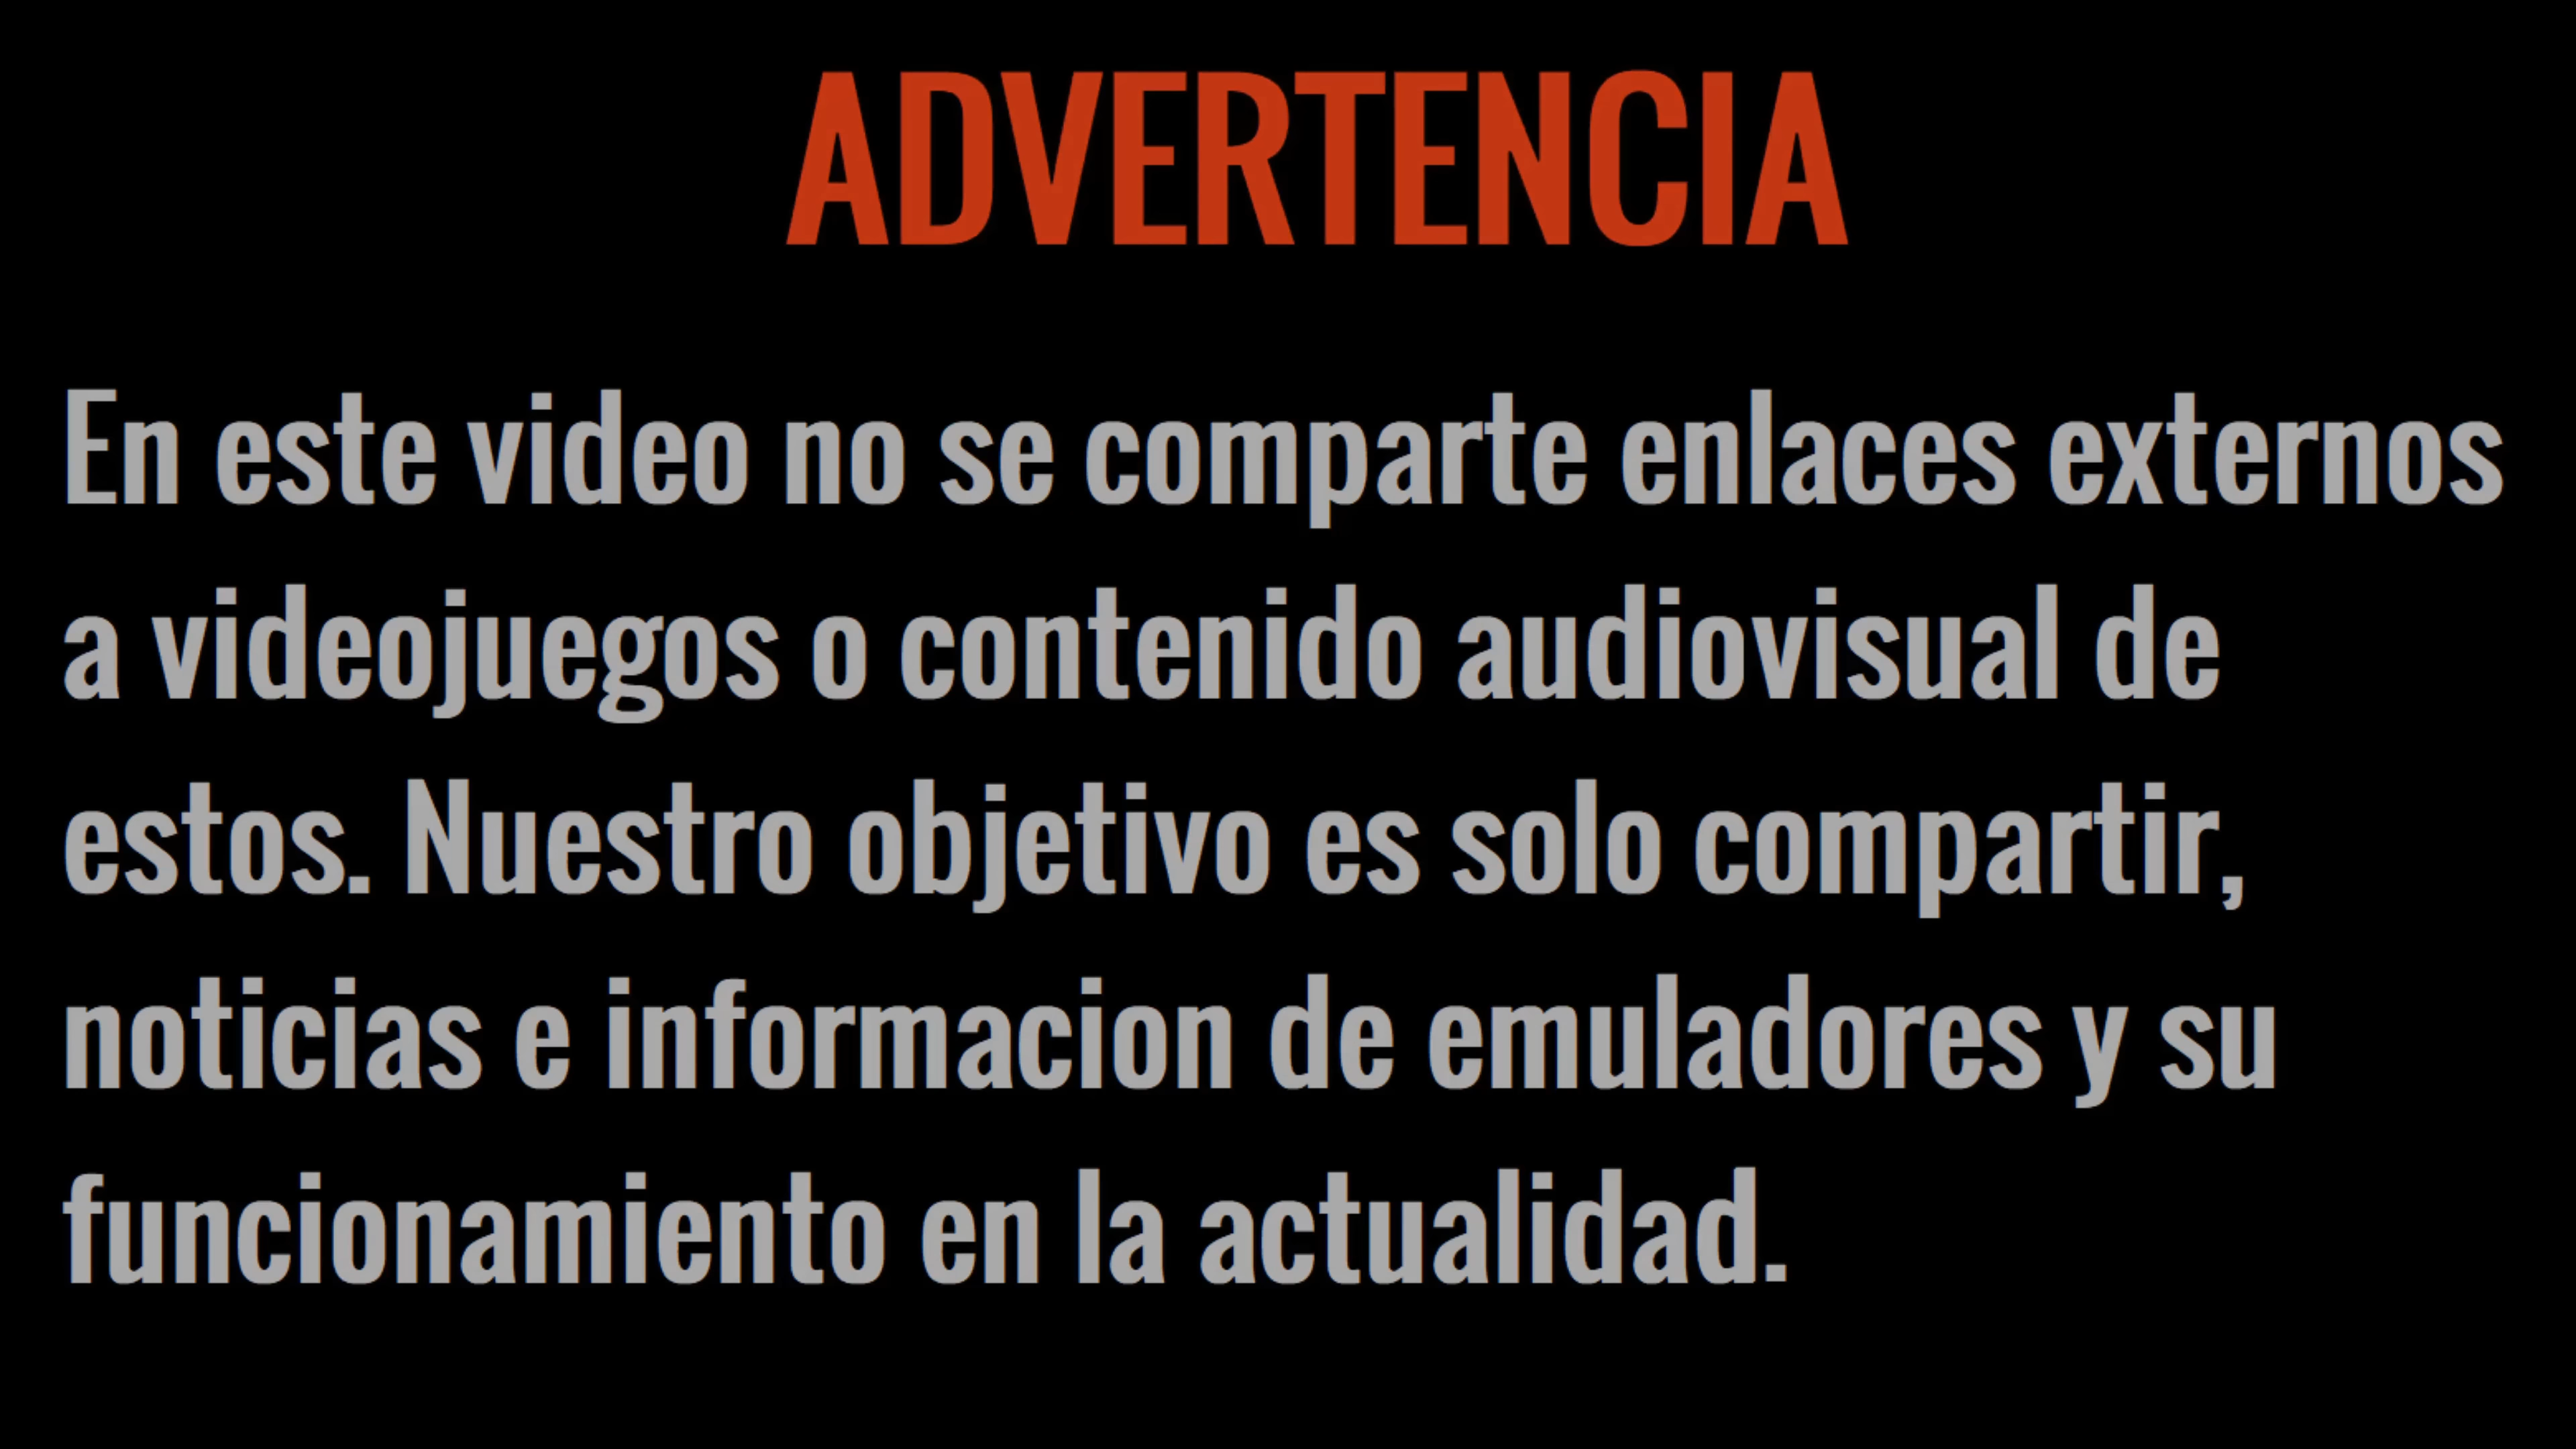 ADVERTENCIA
En este video no se comparte enlaces externos
a videojuegos o contenido audiovisual de
estos. Nuestro objetivo es solo compartir,
noticias e informacion de emuladores y su
funcionamiento en la actualidad.